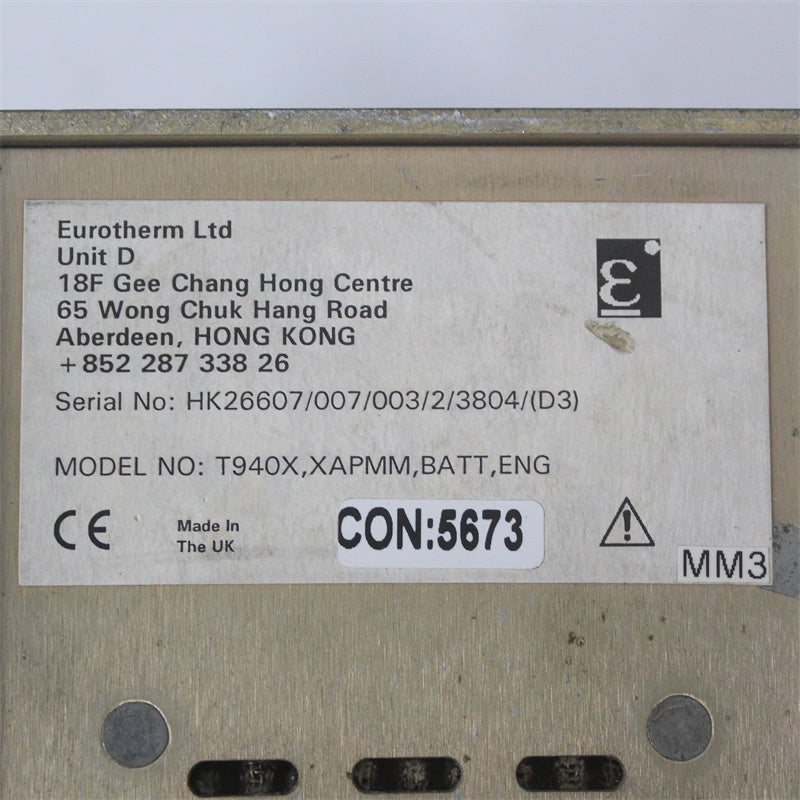 Eurotherm Ltd
Unit D
18F Gee Chang Hong Centre
65 Wong Chuk Hang Road
Aberdeen, HONG KONG
+852 287 338 26
Serial No: HK26607/007/003/2/3804/(D3)
MODEL NO: T940X,XAPMM,BATT,ENG
CE
Made In
The UK
CON:5673
MM3